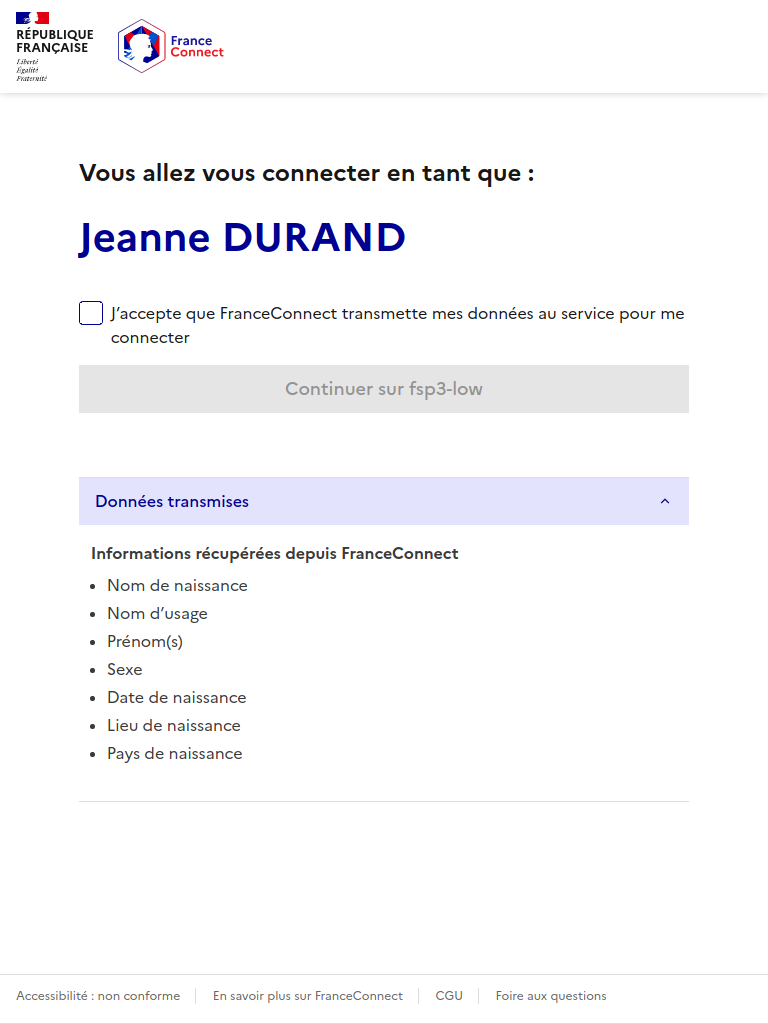 RÉPUBLIQUE
FRANÇAISE
Liberté
Égalité
Fraternité
France
Connect
Vous allez vous connecter en tant que :
Jeanne DURAND
J’accepte que FranceConnect transmette mes données au service pour me
connecter
Continuer sur fsp3-low
Données transmises
Informations récupérées depuis FranceConnect
Nom de naissance
Nom d’usage
Prénom(s)
Sexe
Date de naissance
Lieu de naissance
Pays de naissance
Accessibilité : non conforme
En savoir plus sur FranceConnect
CGU
Foire aux questions